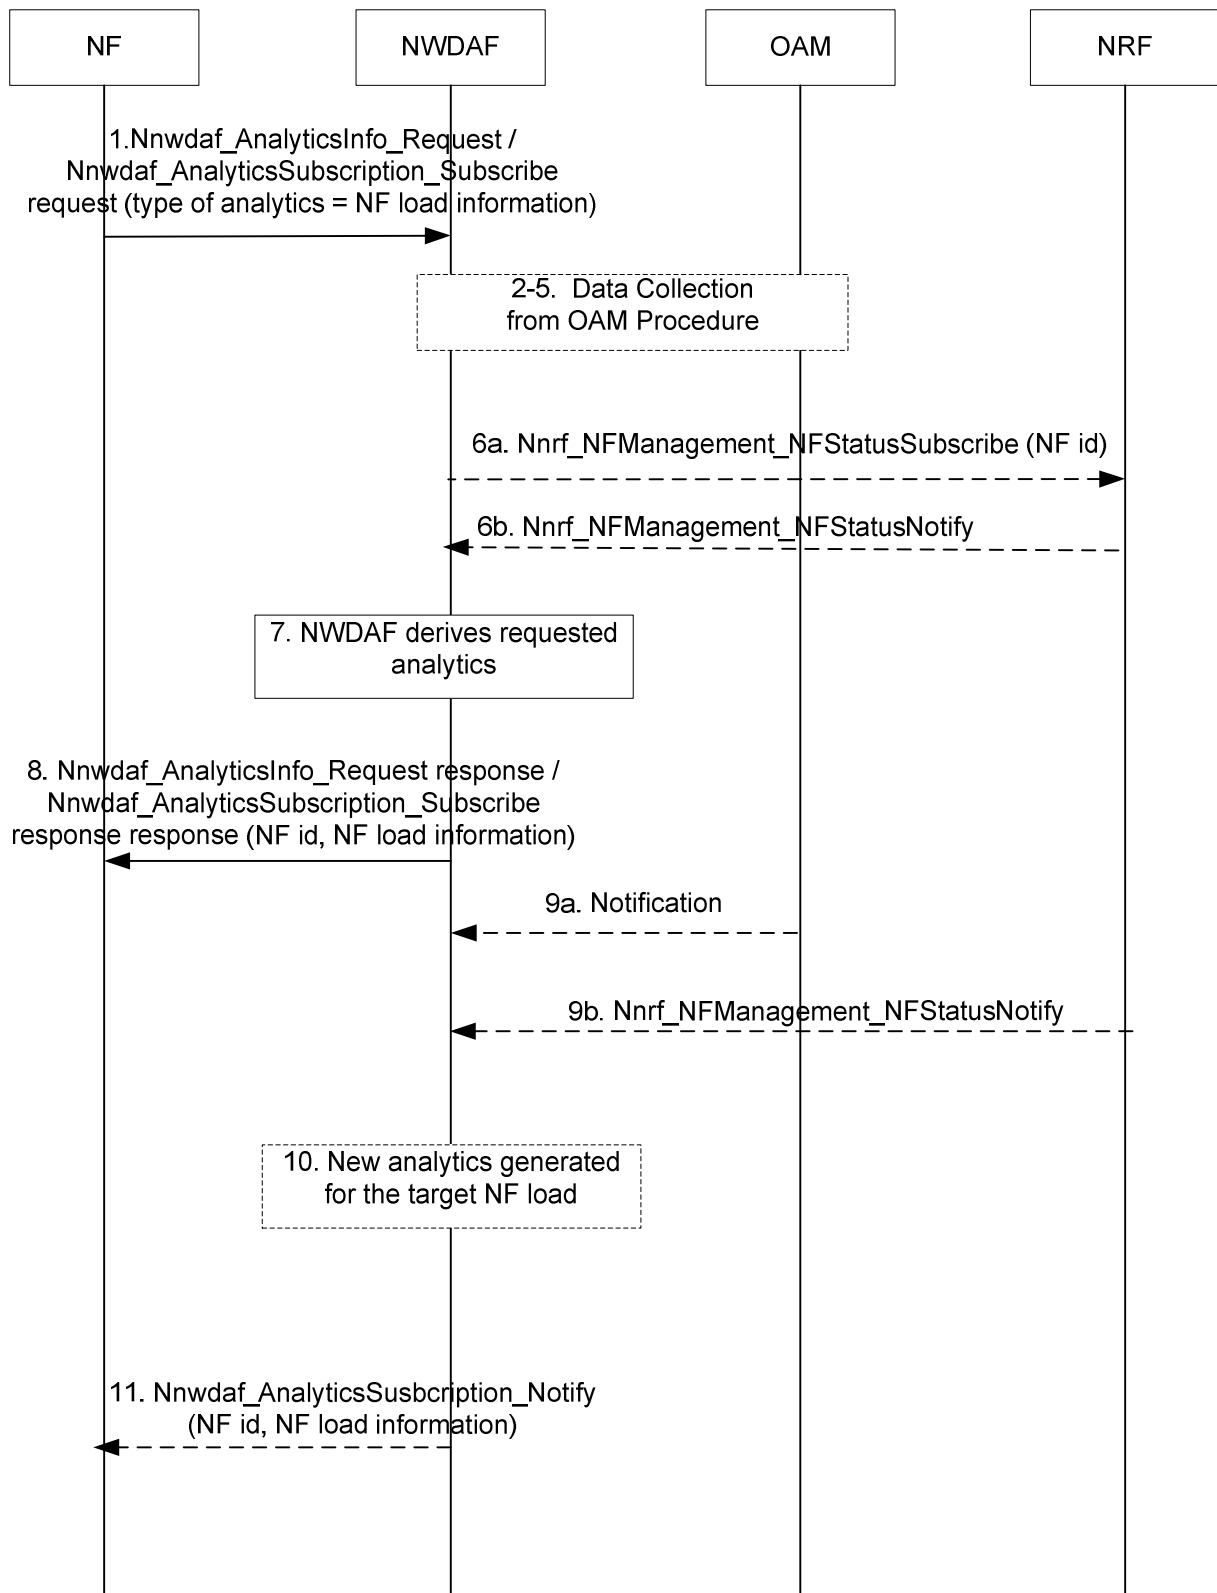 NF
NWDAF
OAM
NRF
1.Nnwdaf_AnalyticsInfo_Request /
Nnwdaf_AnalyticsSubscription_Subscribe
request (type of analytics = NF load information)
2-5.  Data Collection
from OAM Procedure
6a. Nnrf_NFManagement_NFStatusSubscribe (NF id)
6b. Nnrf_NFManagement_NFStatusNotify
7. NWDAF derives requested
analytics
8. Nnwdaf_AnalyticsInfo_Request response /
Nnwdaf_AnalyticsSubscription_Subscribe
response response (NF id, NF load information)
9a. Notification
9b. Nnrf_NFManagement_NFStatusNotify
10. New analytics generated
for the target NF load
11. Nnwdaf_AnalyticsSusbcription_Notify
(NF id, NF load information)